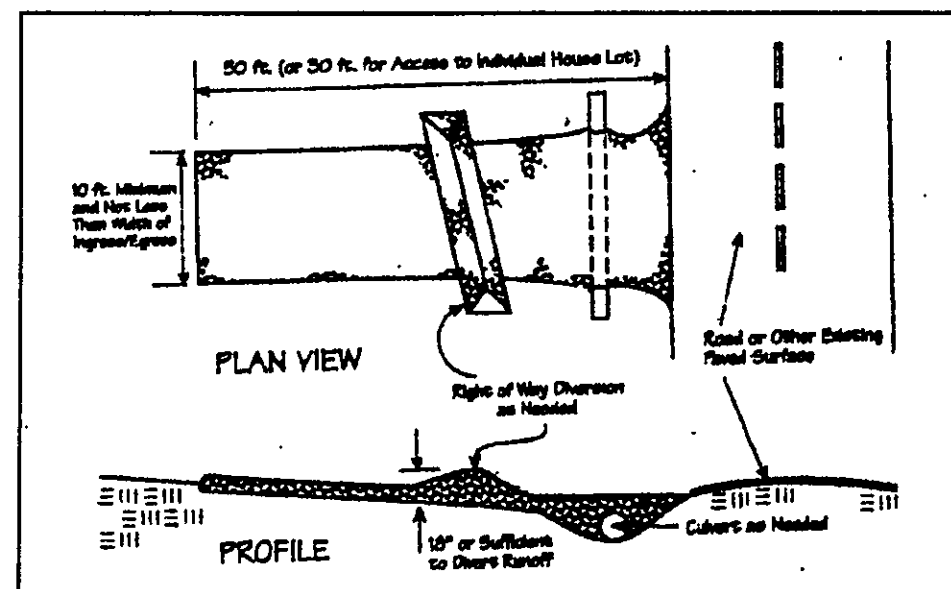 50 ft. (or 30 ft. for Access to Individual House Lot)
10 ft. Minimum
and Not Less
Than Width of
Ingress/Egress
PLAN VIEW
Road or Other Existing
Paved Surface
Right of Way Diversion
as Needed
Culvert as Needed
18" or Sufficient
to Divert Runoff
PROFILE